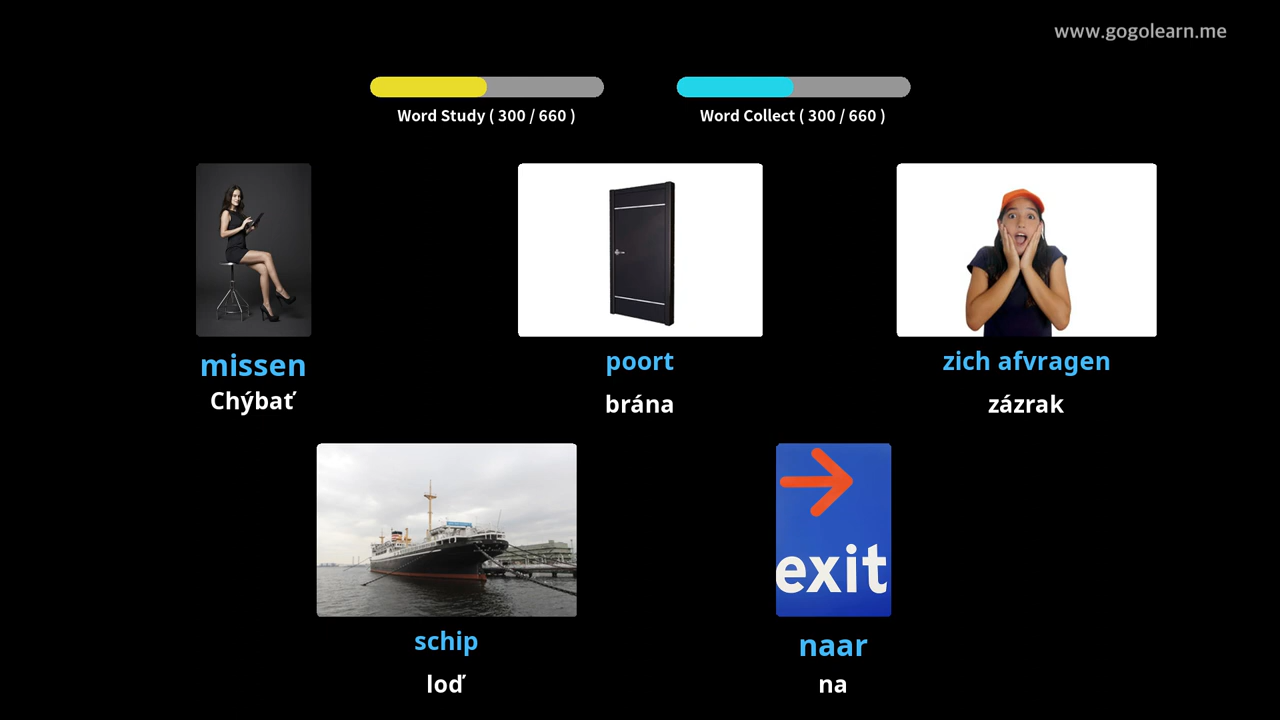 www.gogolearn.me
Word Study ( 300 / 660 )
Word Collect ( 300 / 660 )
missen
Chýbať
poort
brána
zich afvragen
zázrak
exit
schip
loď
naar
na